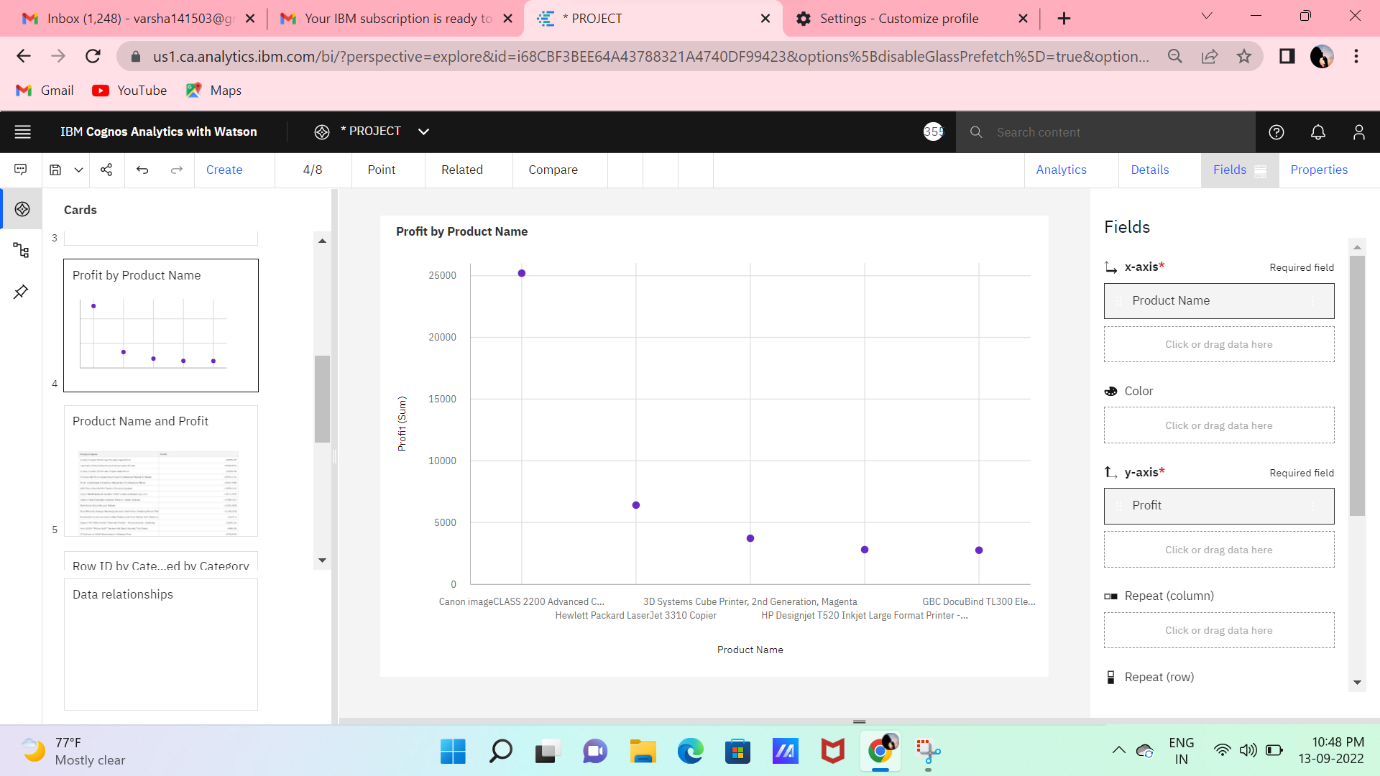 Inbox (1,248) - varsha141503@g
Your IBM subscription is ready to
* PROJECT
Settings - Customize profile
us1.ca.analytics.ibm.com/bi/?perspective=explore&id=i68CBF3BEE64A43788321A4740DF99423&options%5BdisableGlassPrefetch%5D=true&option...
Gmail
YouTube
Maps
IBM Cognos Analytics with Watson
* PROJECT
355
Search content
Create
4/8
Point
Related
Compare
Analytics
Details
Fields
Properties
Cards
3
Profit by Product Name
4
Product Name and Profit
5
Row ID by Cate...ed by Category
Data relationships
Profit by Product Name
25000
20000
15000
10000
5000
0
Profit (Sum)
Canon imageCLASS 2200 Advanced C...
3D Systems Cube Printer, 2nd Generation, Magenta
GBC DocuBind TL300 Ele...
Hewlett Packard LaserJet 3310 Copier
HP Designjet T520 Inkjet Large Format Printer -...
Product Name
Fields
x-axis*
Required field
Product Name
Click or drag data here
Color
Click or drag data here
y-axis*
Required field
Profit
Click or drag data here
Repeat (column)
Click or drag data here
Repeat (row)
77°F
Mostly clear
ENG
IN
10:48 PM
13-09-2022